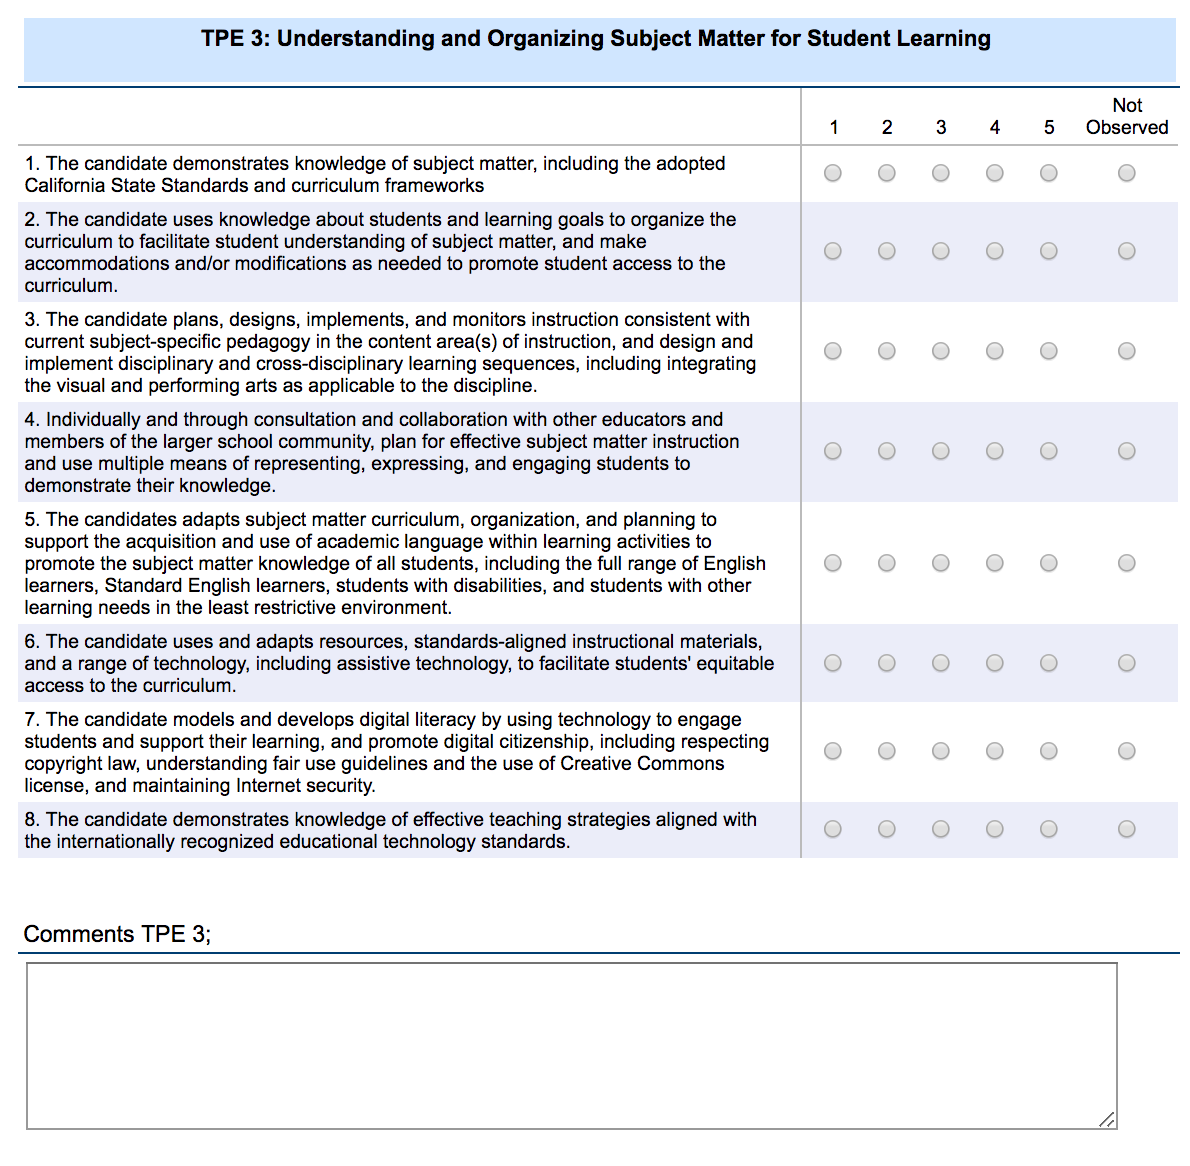 TPE 3: Understanding and Organizing Subject Matter for Student Learning
1 2 3 4 5 Not Observed
1. The candidate demonstrates knowledge of subject matter, including the adopted
California State Standards and curriculum frameworks
2. The candidate uses knowledge about students and learning goals to organize the
curriculum to facilitate student understanding of subject matter, and make
accommodations and/or modifications as needed to promote student access to the
curriculum.
3. The candidate plans, designs, implements, and monitors instruction consistent with
current subject-specific pedagogy in the content area(s) of instruction, and design and
implement disciplinary and cross-disciplinary learning sequences, including integrating
the visual and performing arts as applicable to the discipline.
4. Individually and through consultation and collaboration with other educators and
members of the larger school community, plan for effective subject matter instruction
and use multiple means of representing, expressing, and engaging students to
demonstrate their knowledge.
5. The candidates adapts subject matter curriculum, organization, and planning to
support the acquisition and use of academic language within learning activities to
promote the subject matter knowledge of all students, including the full range of English
learners, Standard English learners, students with disabilities, and students with other
learning needs in the least restrictive environment.
6. The candidate uses and adapts resources, standards-aligned instructional materials,
and a range of technology, including assistive technology, to facilitate students' equitable
access to the curriculum.
7. The candidate models and develops digital literacy by using technology to engage
students and support their learning, and promote digital citizenship, including respecting
copyright law, understanding fair use guidelines and the use of Creative Commons
license, and maintaining Internet security.
8. The candidate demonstrates knowledge of effective teaching strategies aligned with
the internationally recognized educational technology standards.
Comments TPE 3;